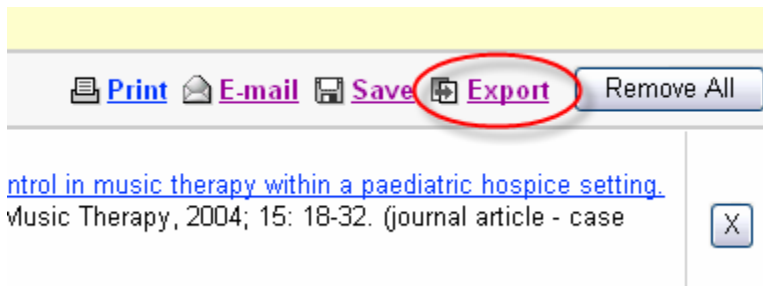 Print E-mail Save Export Remove All
ntrol in music therapy within a paediatric hospice setting.
Music Therapy, 2004; 15: 18-32. (journal article - case
X